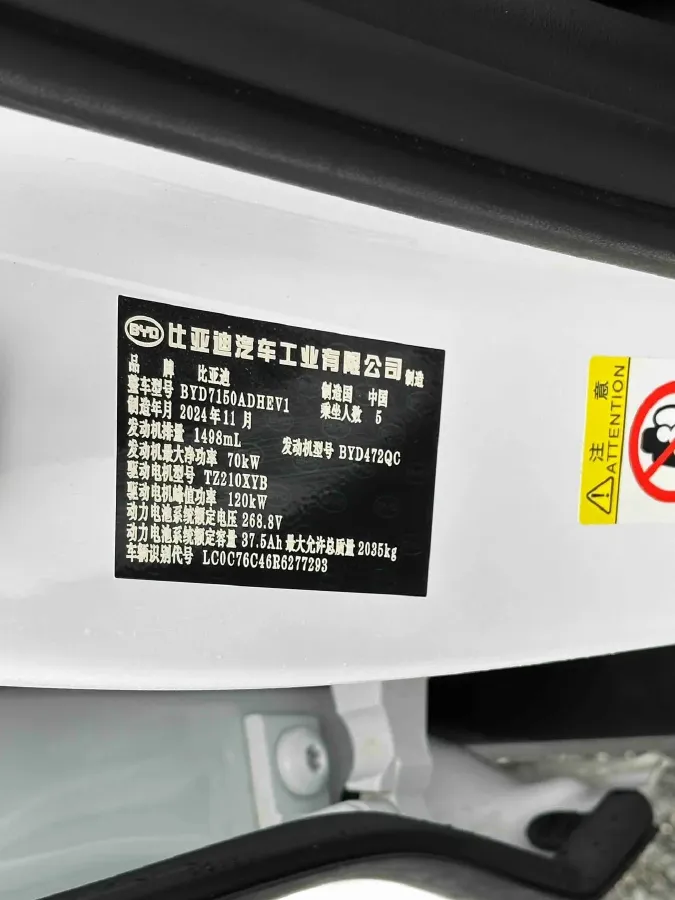 BYD 比亚迪汽车工业有限公司 制造
品 牌 比亚迪 制造国 中国
整车型号 BYD7150ADHEV1 乘坐人数 5
制造年月 2024年11月
发动机排量 1498mL 发动机型号 BYD472QC
发动机最大净功率 70kW
驱动电机型号 TZ210XYB
驱动电机峰值功率 120kW
动力电池系统额定电压 268.8V
动力电池系统额定容量 37.5Ah 最大允许总质量 2035kg
车辆识别代号 LC0C76C46R6277293
注 意
ATTENTION